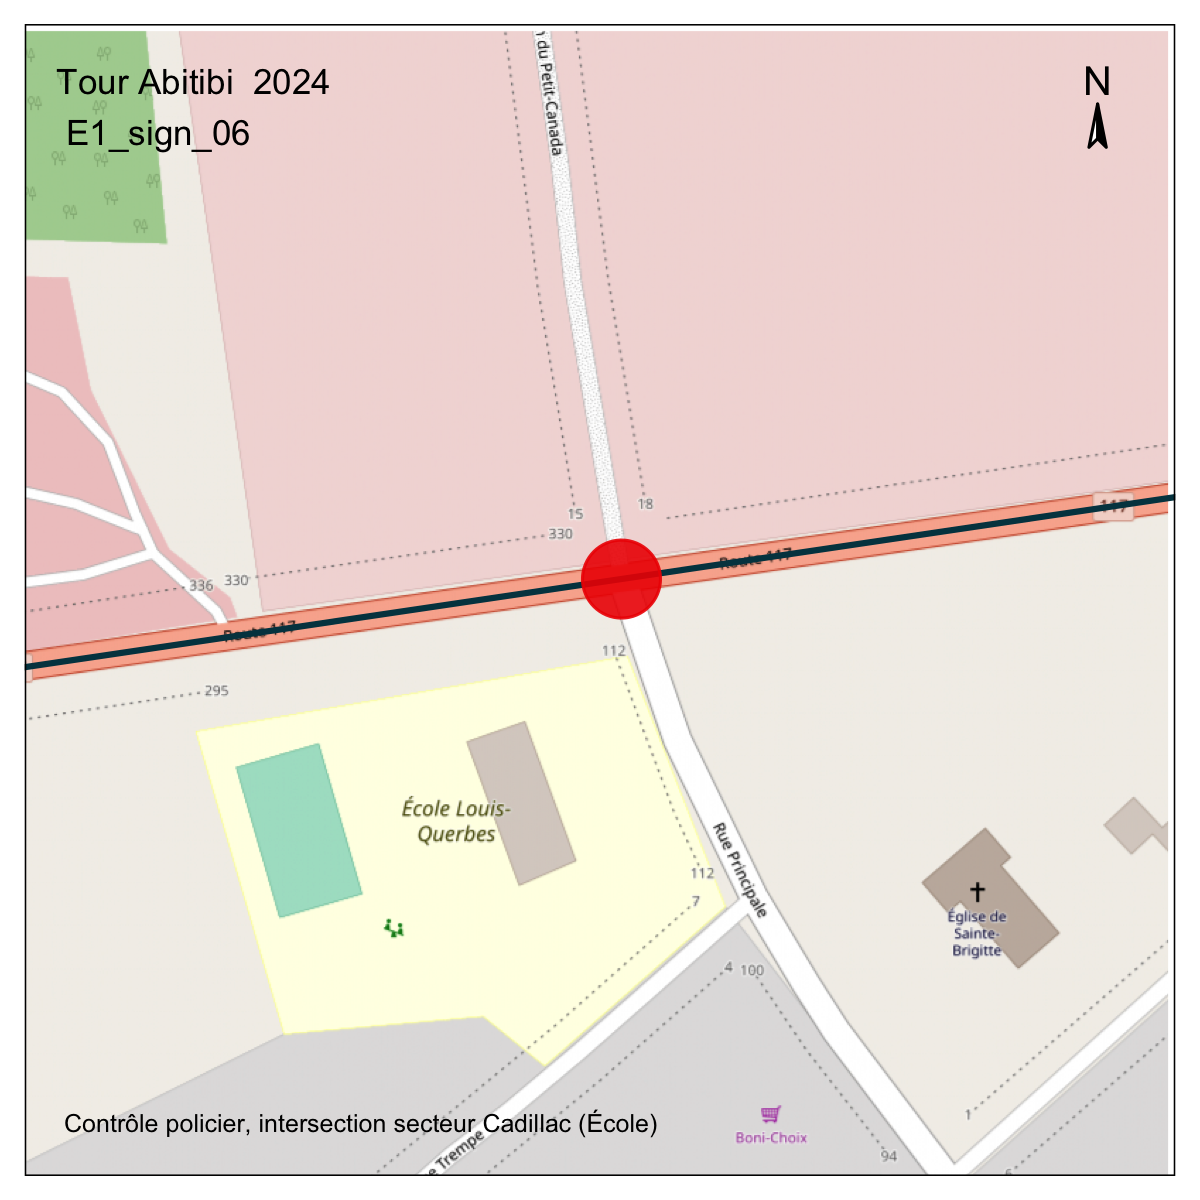 Tour Abitibi 2024
E1_sign_06
N
du Petit-Canada
15
18
330
330
336
117
Route 117
Route 117
295
112
École Louis-
Querbes
112
7
Rue Principale
Église de
Sainte-
Brigitte
4
100
1
Contrôle policier, intersection secteur Cadillac (École)
Trempe
Boni-Choix
94